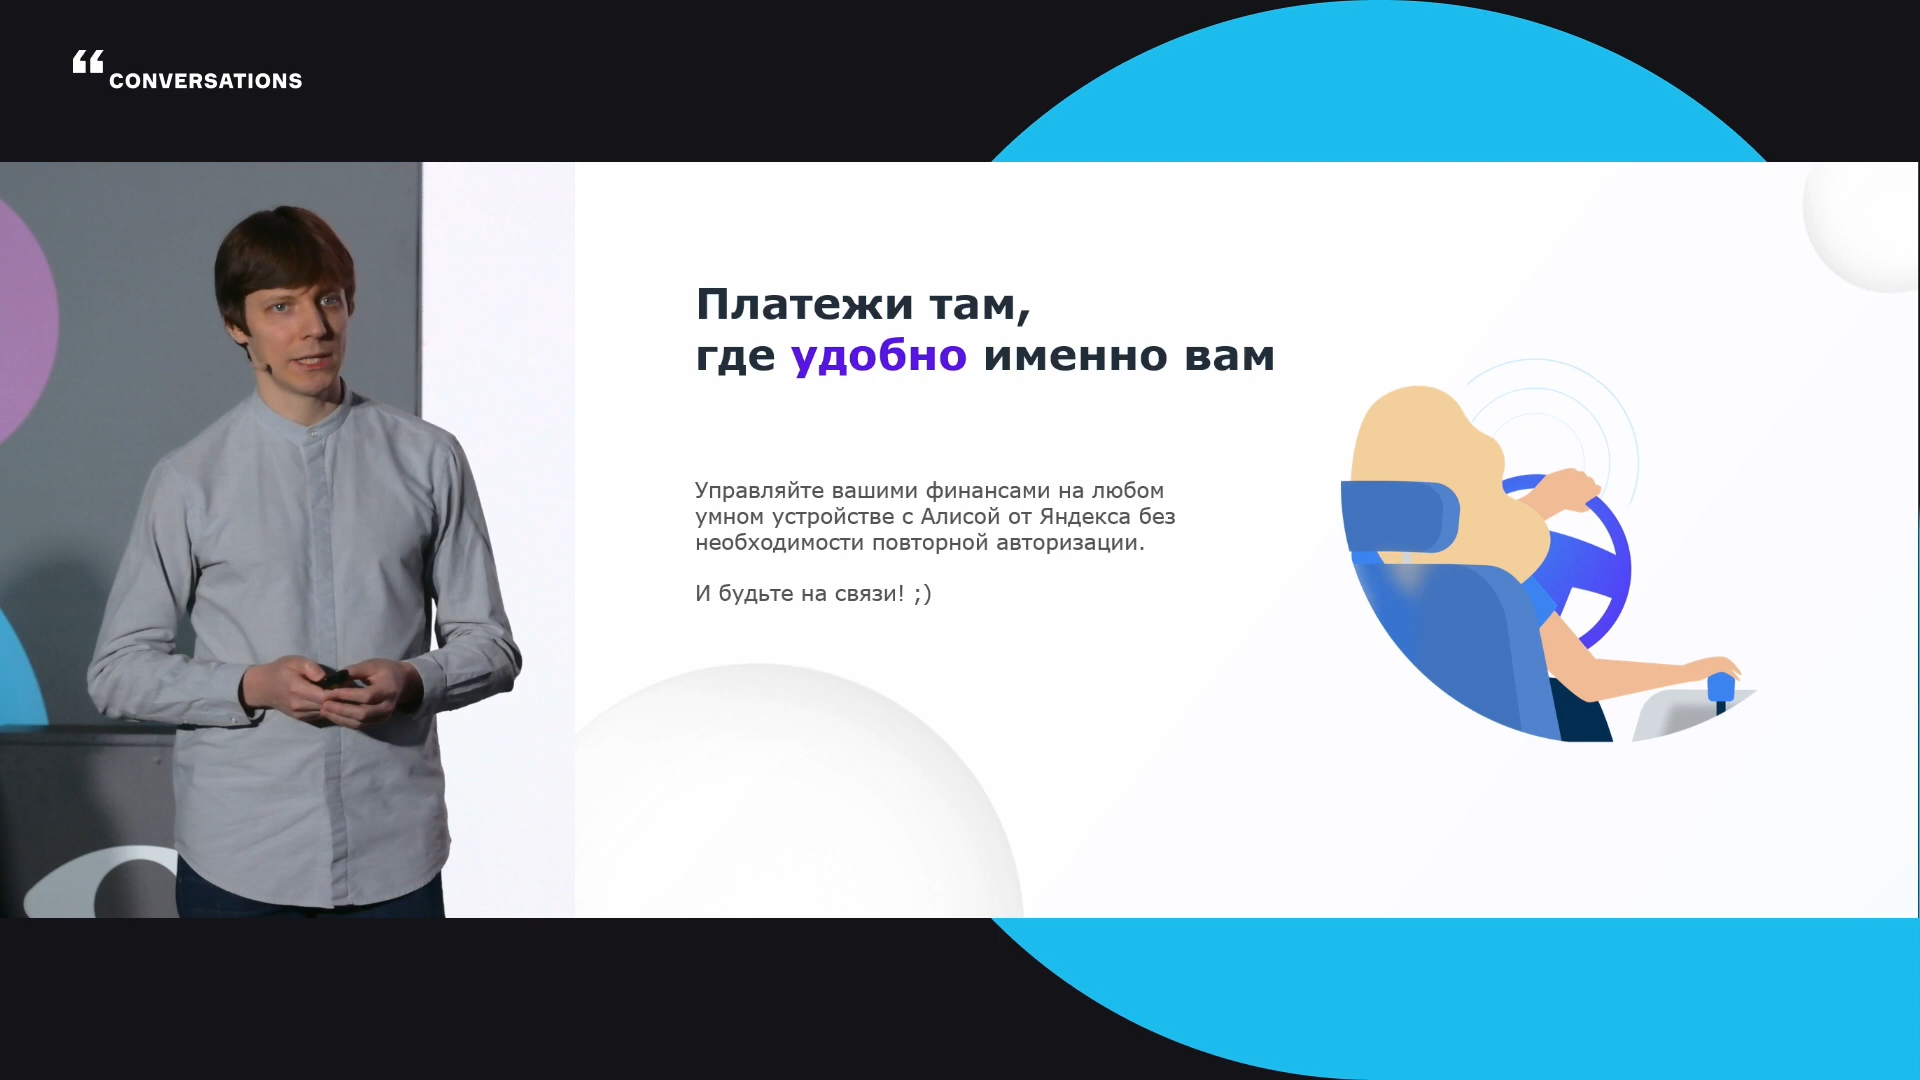 CONVERSATIONS
Платежи там,
где удобно именно вам
Управляйте вашими финансами на любом
умном устройстве с Алисой от Яндекса без
необходимости повторной авторизации.
И будьте на связи! ;)